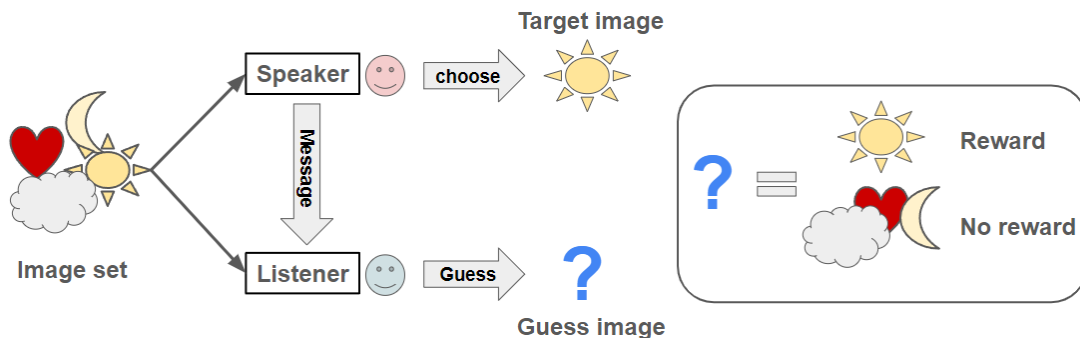 Target image
Speaker
choose
Message
Reward
?
=
No reward
Image set
Listener
Guess
?
Guess image